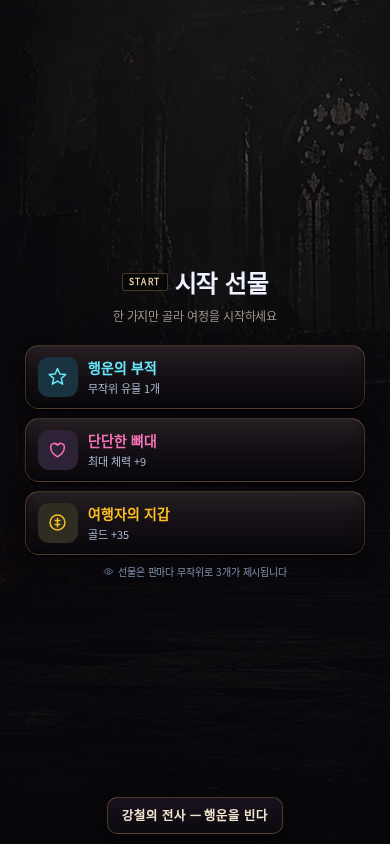 START 시작 선물
한 가지만 골라 여정을 시작하세요
행운의 부적
무작위 유물 1개
단단한 뼈대
최대 체력 +9
여행자의 지갑
골드 +35
선물은 판마다 무작위로 3개가 제시됩니다
강철의 전사 — 행운을 빈다